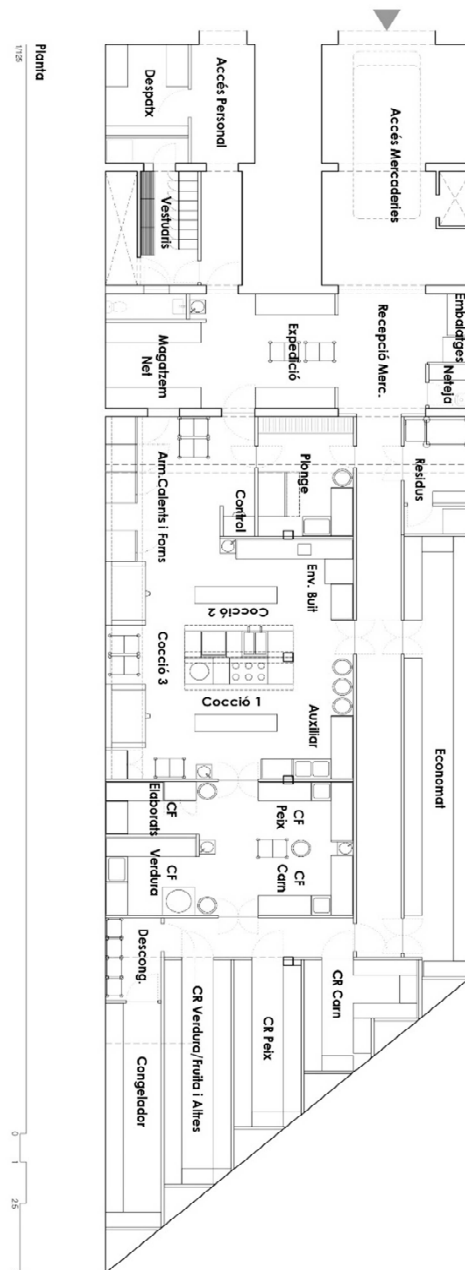 Planta
1/125
Despatx
Accés Personal
Accés Mercaderies
Vestuaris
Magatzem
Net
Expedició
Recepció Merc.
Embalatges
Neteja
Arm.Calents i Forns
Control
Plonge
Residus
Env. Buit
Cocció 2
Cocció 3
Cocció 1
Auxiliar
Economat
CF
Elaborats
CF
Peix
CF
Verdura
CF
Carn
Descong.
Congelador
CR Verdura/Fruita i Altres
CR Peix
CR Carn
0
1
2.5